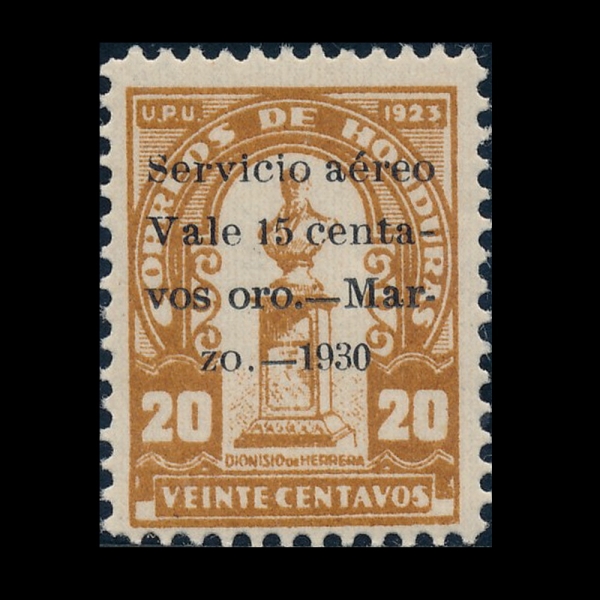 U.P.U. 1923
CORREOS DE HONDURAS
Servicio aéreo
Vale 15 centa-
vos oro.—Mar-
zo.—1930
20 20
DIONISIO DE HERRERA
VEINTE CENTAVOS